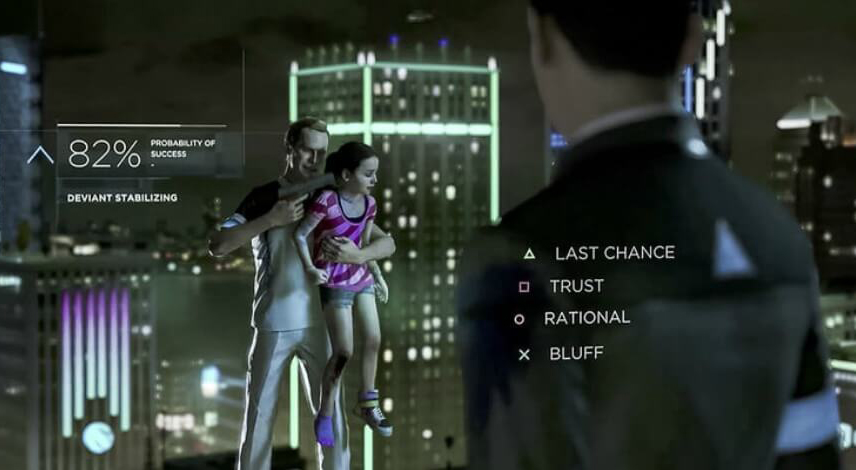 82%
PROBABILITY OF
SUCCESS
DEVIANT STABILIZING
LAST CHANCE
TRUST
RATIONAL
BLUFF